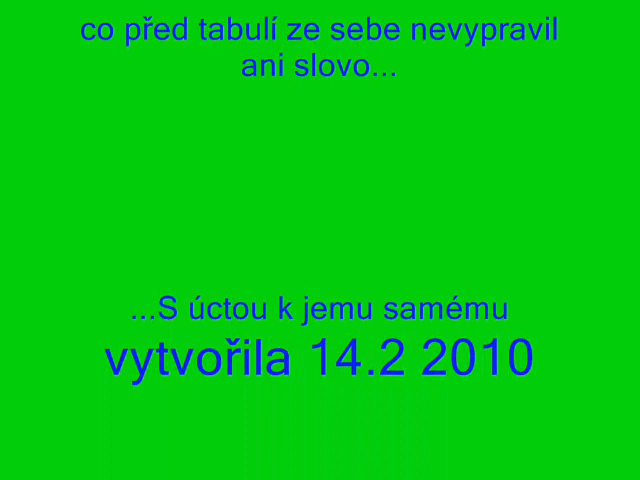 co před tabulí ze sebe nevypravil
ani slovo...
...S úctou k jemu samému
vytvořila 14.2 2010